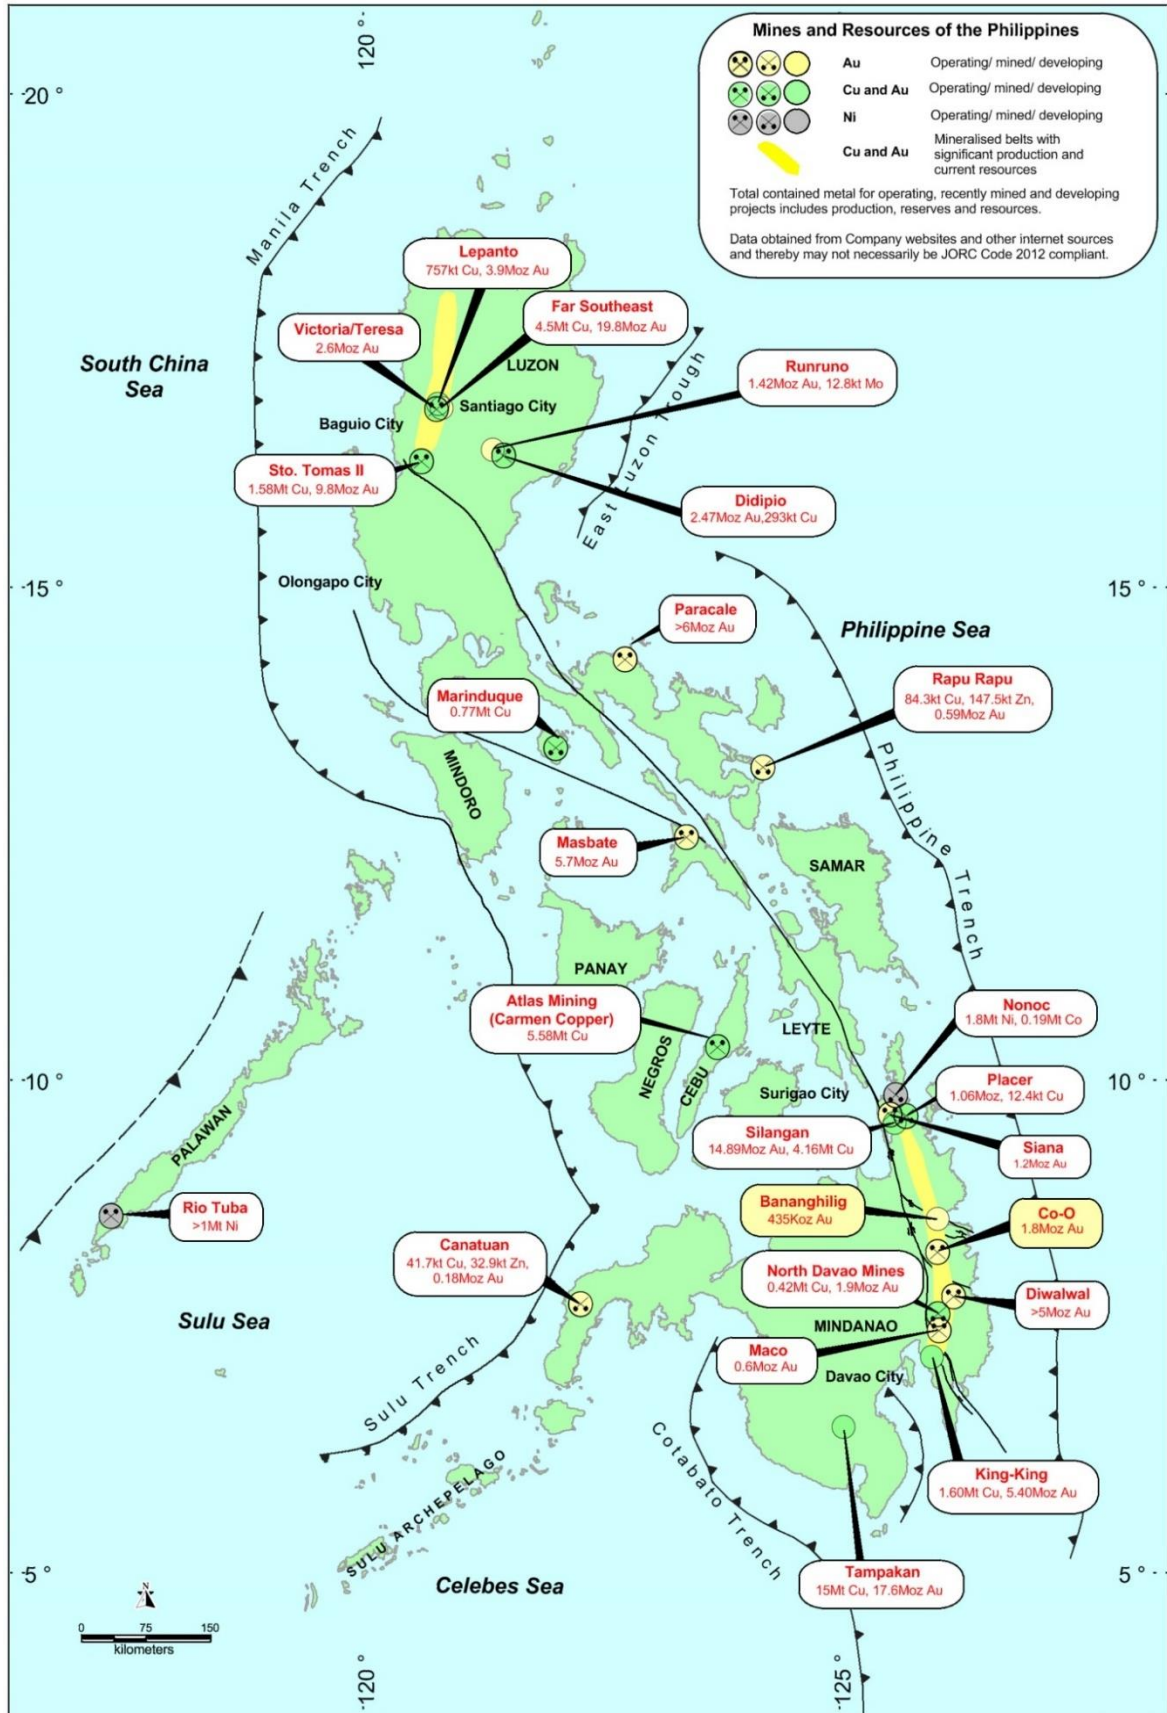 120 °
Mines and Resources of the Philippines
Au Operating/ mined/ developing
Cu and Au Operating/ mined/ developing
Ni Operating/ mined/ developing
Cu and Au Mineralised belts with
significant production and
current resources
Total contained metal for operating, recently mined and developing
projects includes production, reserves and resources.
Data obtained from Company websites and other internet sources
and thereby may not necessarily be JORC Code 2012 compliant.
20 °
Manila Trench
Lepanto
757kt Cu, 3.9Moz Au
Far Southeast
4.5Mt Cu, 19.8Moz Au
Victoria/Teresa
2.6Moz Au
South China
Sea
LUZON
Runruno
1.42Moz Au, 12.8kt Mo
East Luzon Trough
Santiago City
Baguio City
Sto. Tomas II
1.58Mt Cu, 9.8Moz Au
Didipio
2.47Moz Au,293kt Cu
Olongapo City
15 °
15 °
Paracale
>6Moz Au
Philippine Sea
Rapu Rapu
84.3kt Cu, 147.5kt Zn,
0.59Moz Au
Marinduque
0.77Mt Cu
Philippine Trench
MINDORO
Masbate
5.7Moz Au
SAMAR
PANAY
Atlas Mining
(Carmen Copper)
5.58Mt Cu
LEYTE
Nonoc
1.8Mt Ni, 0.19Mt Co
NEGROS
CEBU
10 °
10 °
Surigao City
Placer
1.06Moz, 12.4kt Cu
PALAWAN
Silangan
14.89Moz Au, 4.16Mt Cu
Siana
1.2Moz Au
Rio Tuba
>1Mt Ni
Bananghilig
435Koz Au
Co-O
1.8Moz Au
Canatuan
41.7kt Cu, 32.9kt Zn,
0.18Moz Au
North Davao Mines
0.42Mt Cu, 1.9Moz Au
Diwalwal
>5Moz Au
Sulu Sea
MINDANAO
Maco
0.6Moz Au
Davao City
Sulu Trench
Cotabato Trench
King-King
1.60Mt Cu, 5.40Moz Au
SULU ARCHEPELAGO
5 °
5 °
Celebes Sea
Tampakan
15Mt Cu, 17.6Moz Au
N
0 75 150
kilometers
120 °
125 °